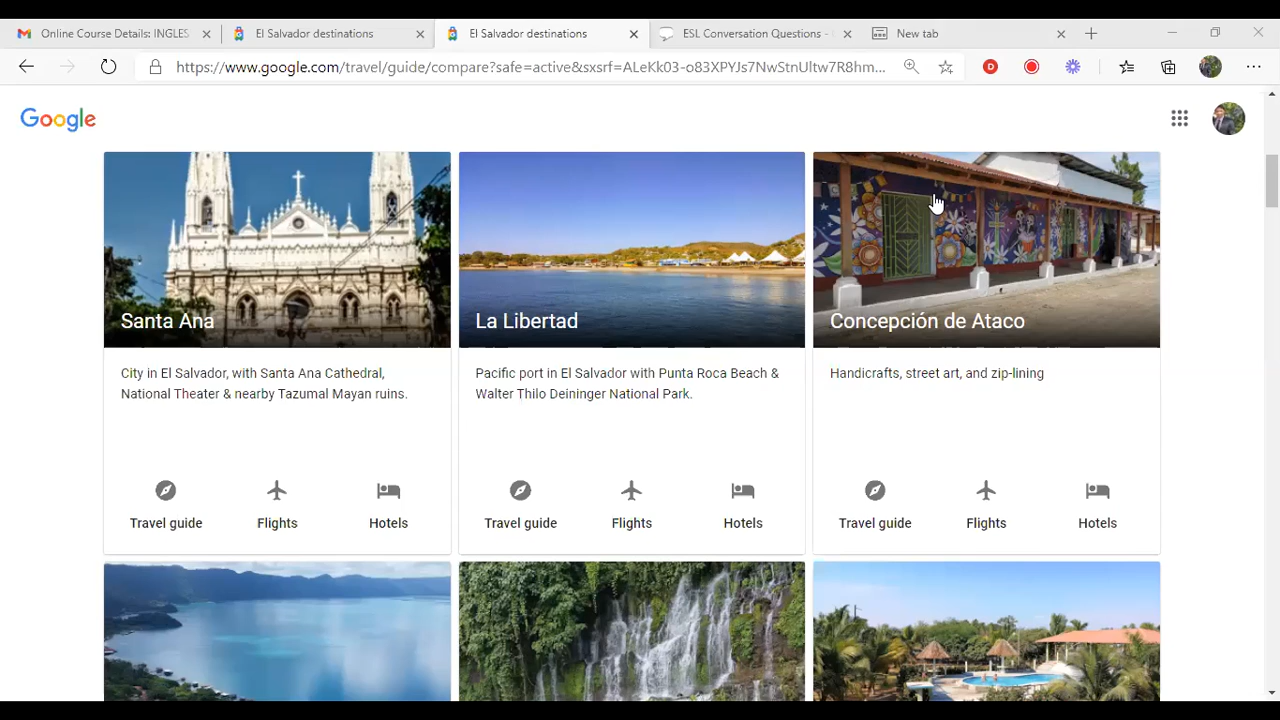 Online Course Details: INGLES
El Salvador destinations
El Salvador destinations
ESL Conversation Questions - (
New tab
https://www.google.com/travel/guide/compare?safe=active&sxsrf=ALeKk03-o83XPYJs7NwStnUltw7R8hm...
Google
Santa Ana
La Libertad
Concepción de Ataco
City in El Salvador, with Santa Ana Cathedral,
National Theater & nearby Tazumal Mayan ruins.
Pacific port in El Salvador with Punta Roca Beach &
Walter Thilo Deininger National Park.
Handicrafts, street art, and zip-lining
Travel guide
Flights
Hotels
Travel guide
Flights
Hotels
Travel guide
Flights
Hotels